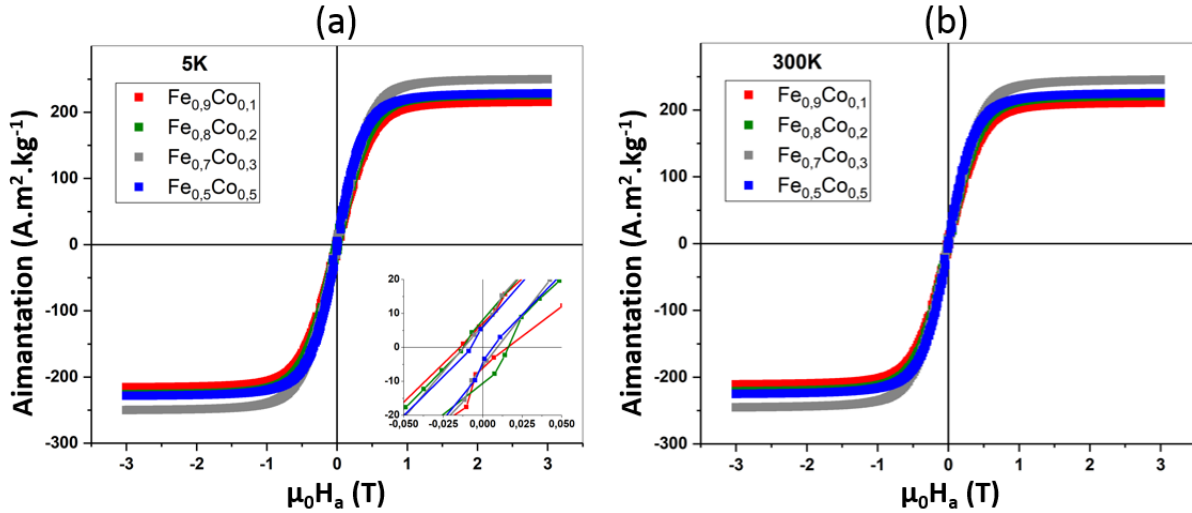 (a)
5K
Fe0,9Co0,1
Fe0,8Co0,2
Fe0,7Co0,3
Fe0,5Co0,5
Aimantation (A.m².kg⁻¹)
200
100
0
-100
-200
-300
-3 -2 -1 0 1 2 3
μ₀Hₐ (T)
20
10
0
-10
-20
-0,050 -0,025 0,000 0,025 0,050
(b)
300K
Fe0,9Co0,1
Fe0,8Co0,2
Fe0,7Co0,3
Fe0,5Co0,5
Aimantation (A.m².kg⁻¹)
200
100
0
-100
-200
-300
-3 -2 -1 0 1 2 3
μ₀Hₐ (T)